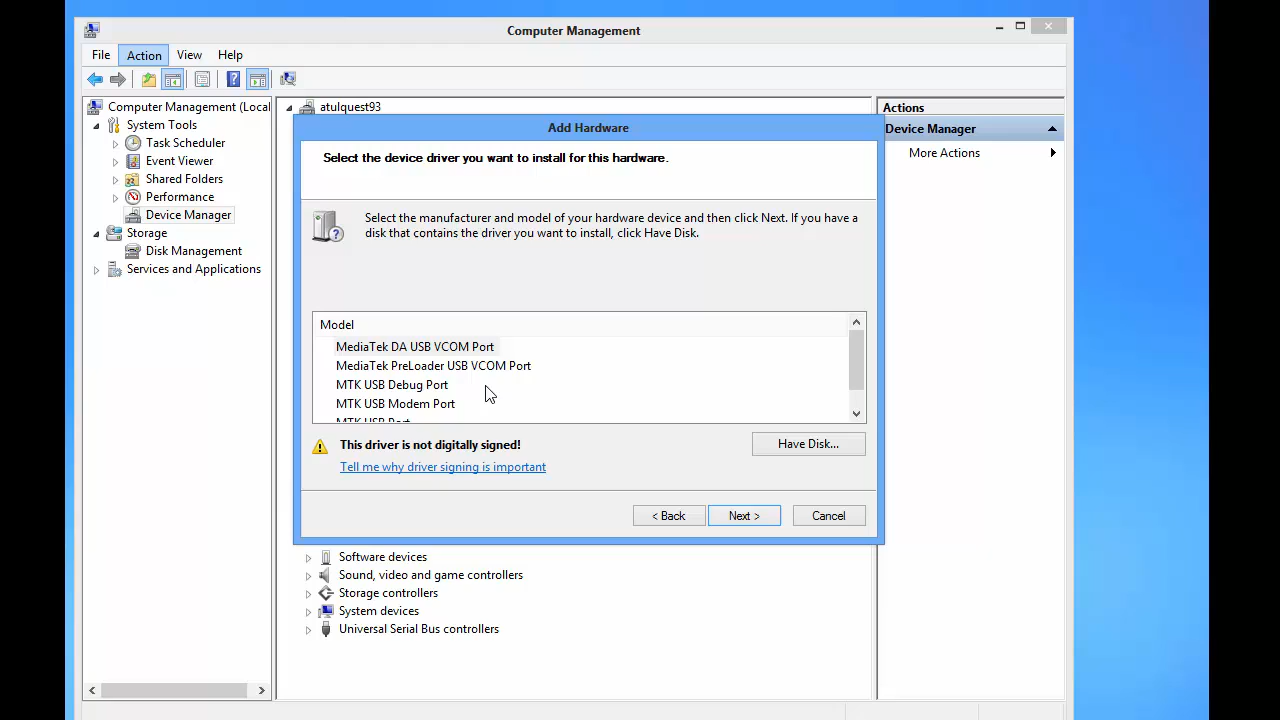 Computer Management
File Action View Help
Computer Management (Local
System Tools
Task Scheduler
Event Viewer
Shared Folders
Performance
Device Manager
Storage
Disk Management
Services and Applications
atulquest93
Add Hardware
Select the device driver you want to install for this hardware.
Select the manufacturer and model of your hardware device and then click Next. If you have a
disk that contains the driver you want to install, click Have Disk.
Model
MediaTek DA USB VCOM Port
MediaTek PreLoader USB VCOM Port
MTK USB Debug Port
MTK USB Modem Port
MTK USB Port
This driver is not digitally signed!
Have Disk...
Tell me why driver signing is important
< Back Next > Cancel
Software devices
Sound, video and game controllers
Storage controllers
System devices
Universal Serial Bus controllers
Actions
Device Manager
More Actions